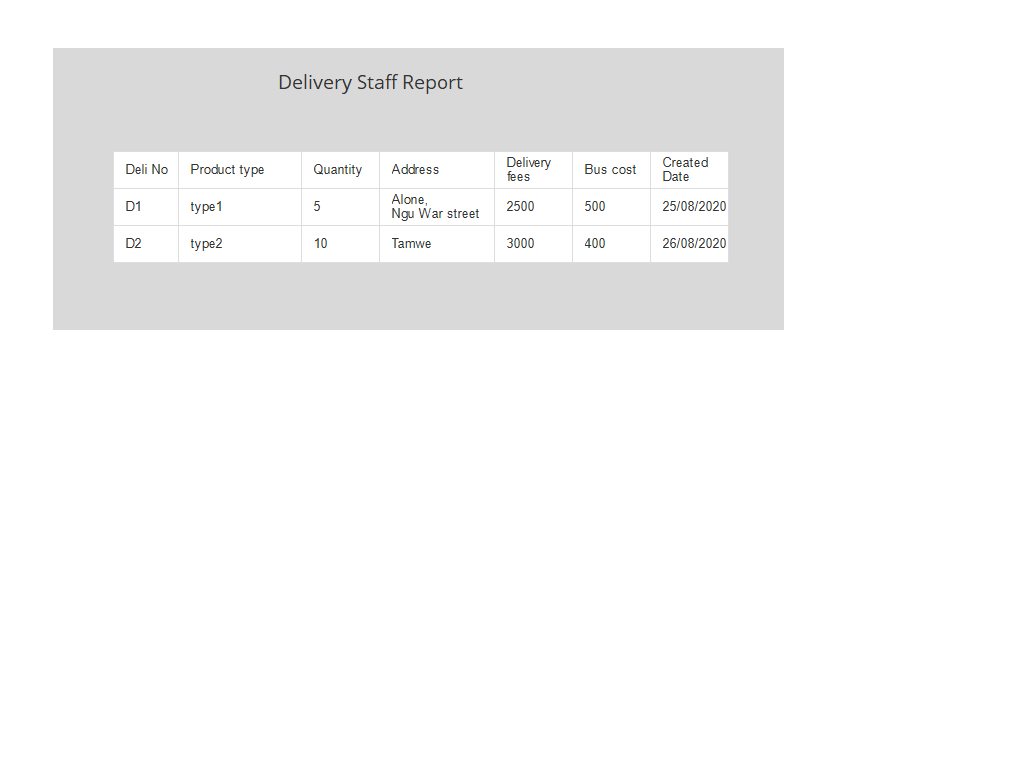 Delivery Staff Report
Deli No Product type Quantity Address Delivery fees Bus cost Created Date
D1 type1 5 Alone, Ngu War street 2500 500 25/08/2020
D2 type2 10 Tamwe 3000 400 26/08/2020